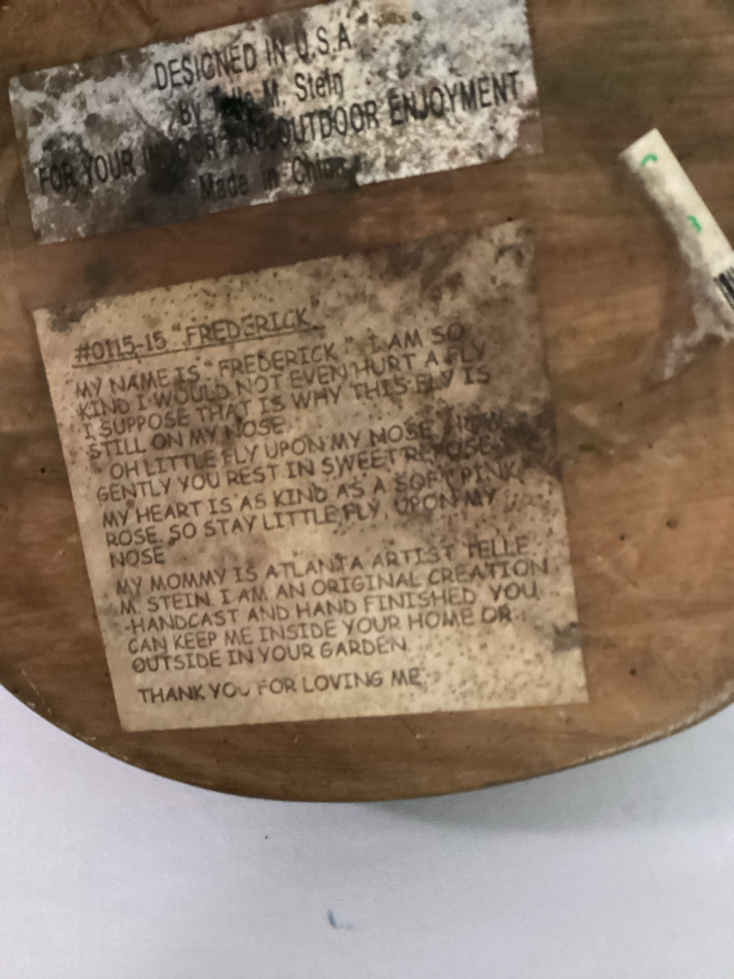 DESIGNED IN U.S.A
By M. Stein
FOR YOUR INDOOR OUTDOOR ENJOYMENT
Made in China
#0115-15 "FREDERICK"
MY NAME IS "FREDERICK". I AM SO
KIND I WOULD NOT EVEN HURT A FLY
I SUPPOSE THAT IS WHY THIS FLY IS
STILL ON MY NOSE.
OH LITTLE FLY UPON MY NOSE, HOW
GENTLY YOU REST IN SWEET REPOSE.
MY HEART IS AS KIND AS A SOFT PINK
ROSE. SO STAY LITTLE FLY, UPON MY
NOSE
MY MOMMY IS ATLANTA ARTIST TELLE
M. STEIN. I AM AN ORIGINAL CREATION
-HANDCAST AND HAND FINISHED. YOU
CAN KEEP ME INSIDE YOUR HOME OR
OUTSIDE IN YOUR GARDEN.
THANK YOU FOR LOVING ME.